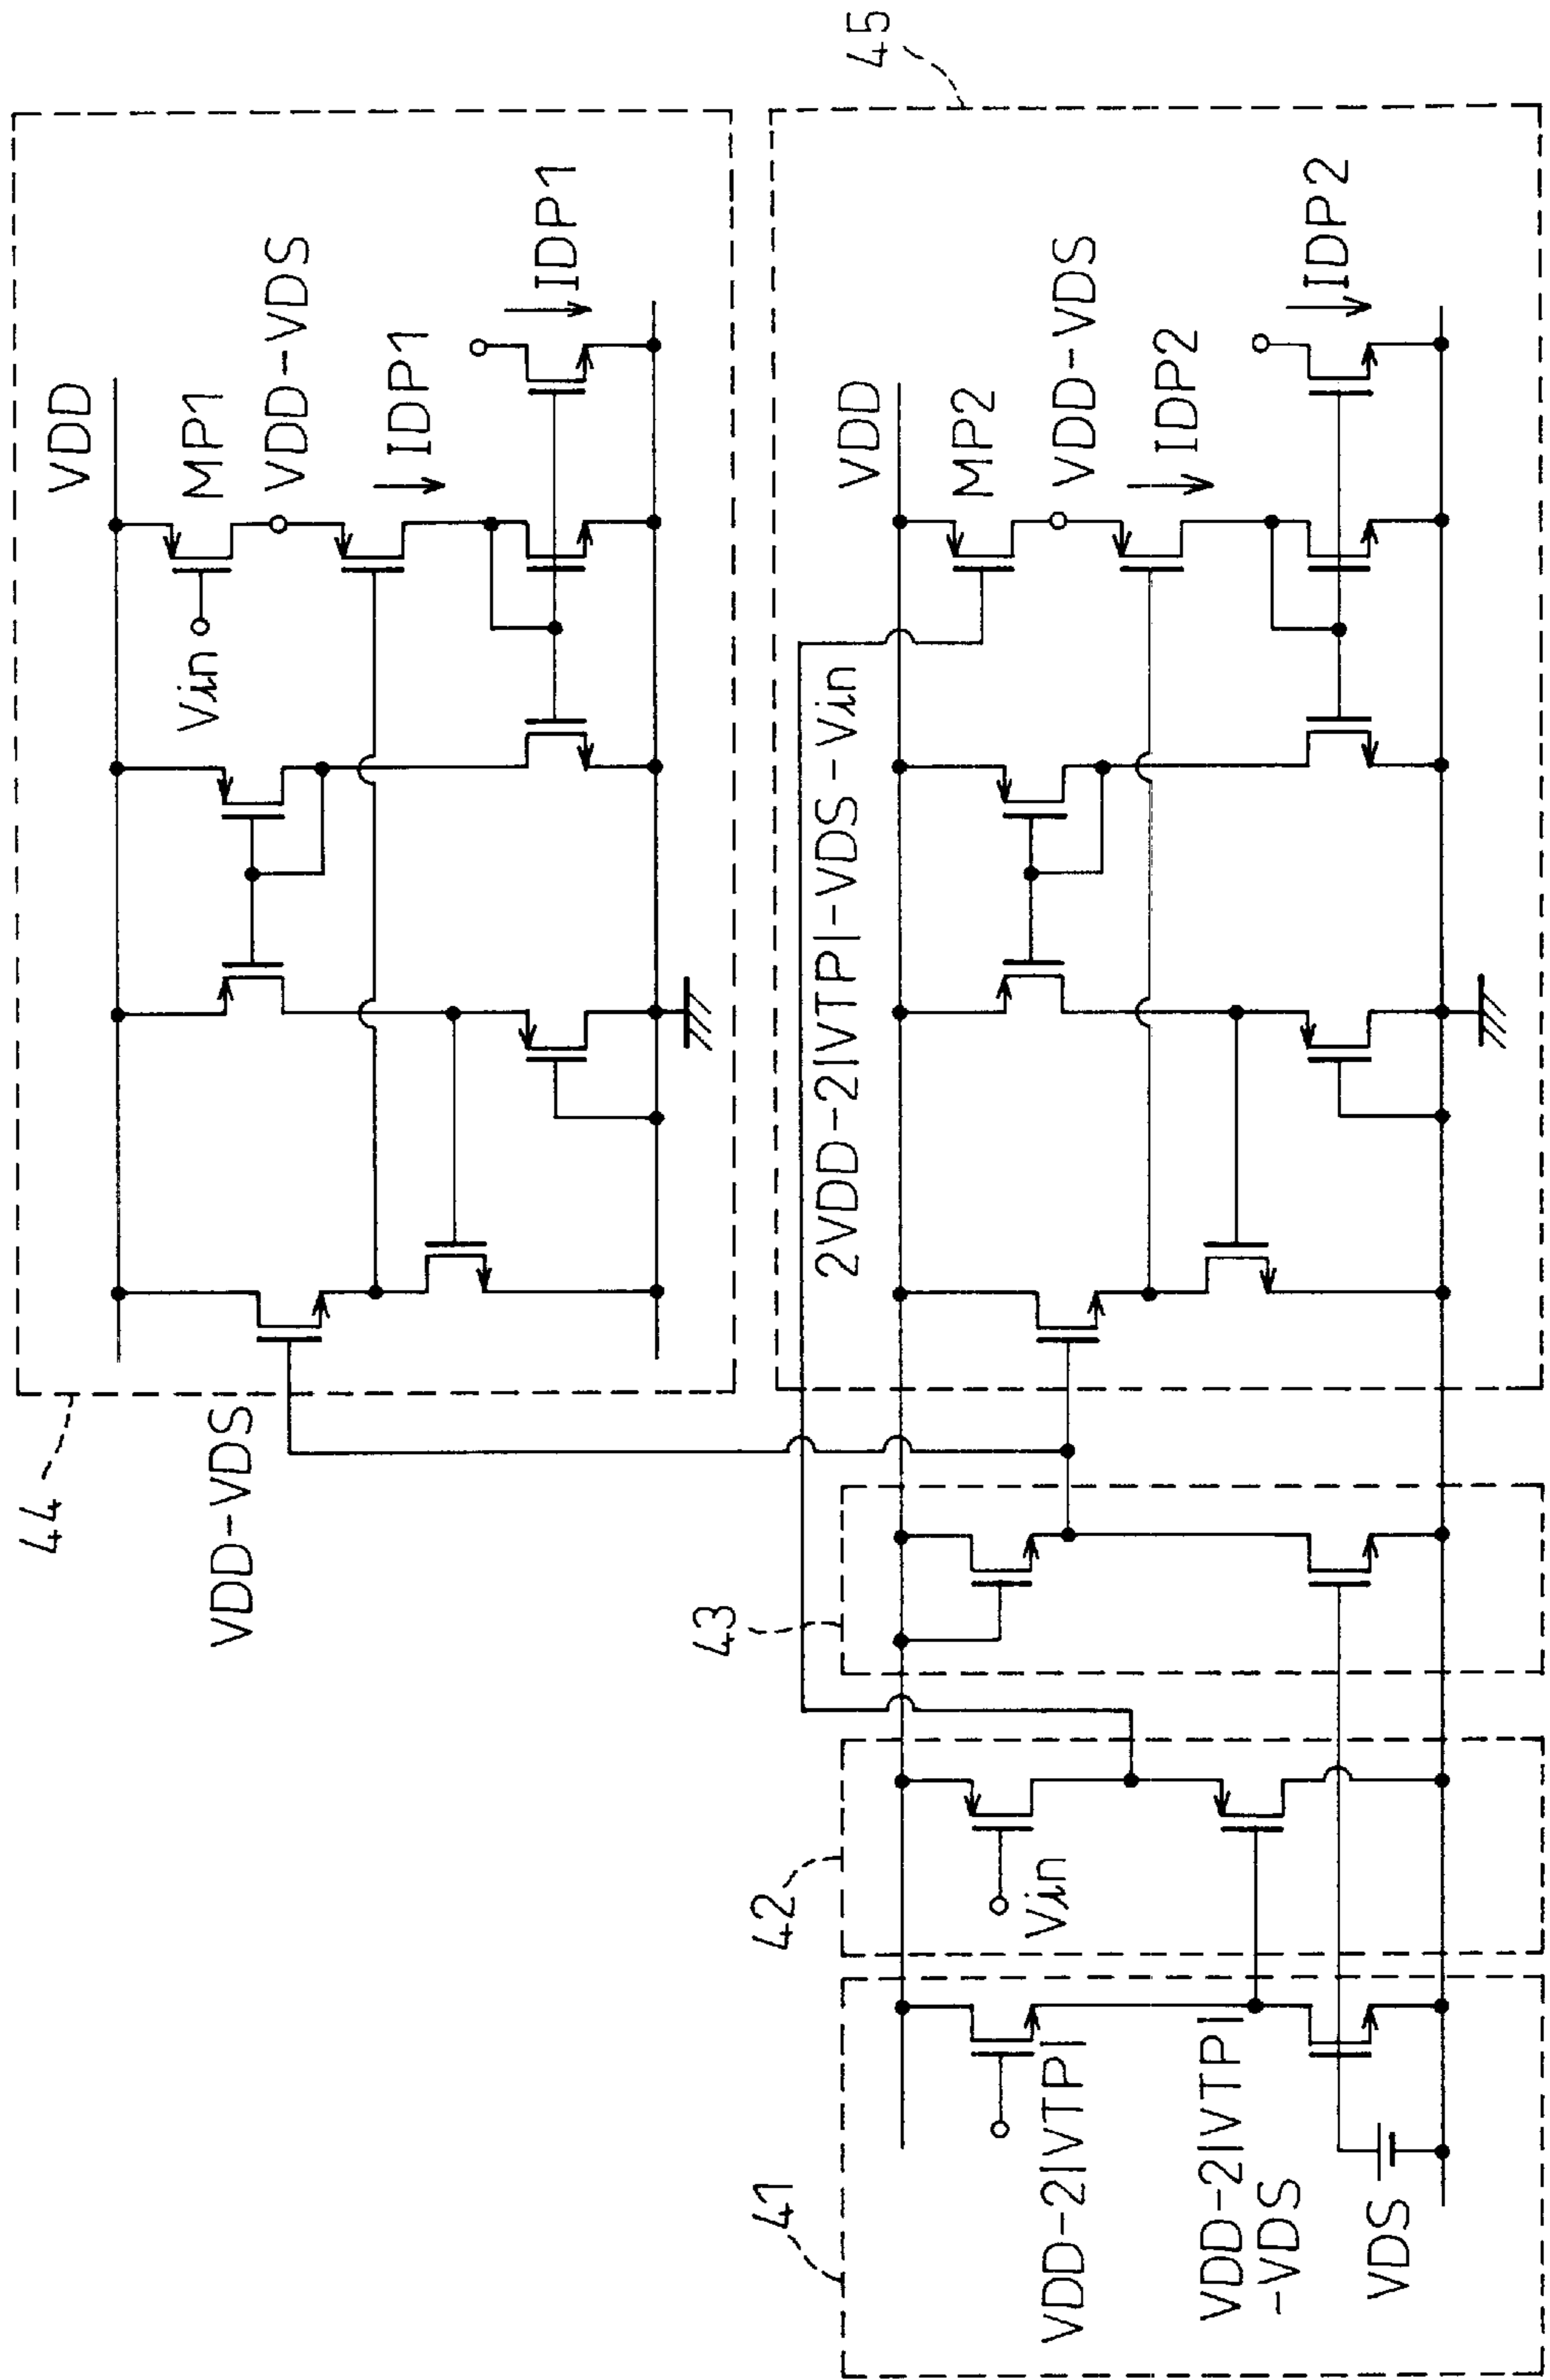 44
VDD-VDS
VDD
Vin
MP1
VDD-VDS
IDP1
IDP1
45
VDD
2VDD-2|VTP|-VDS-Vin
MP2
VDD-VDS
IDP2
IDP2
41
VDD-2|VTP|
VDD-2|VTP|
-VDS
VDS
42
Vin
43